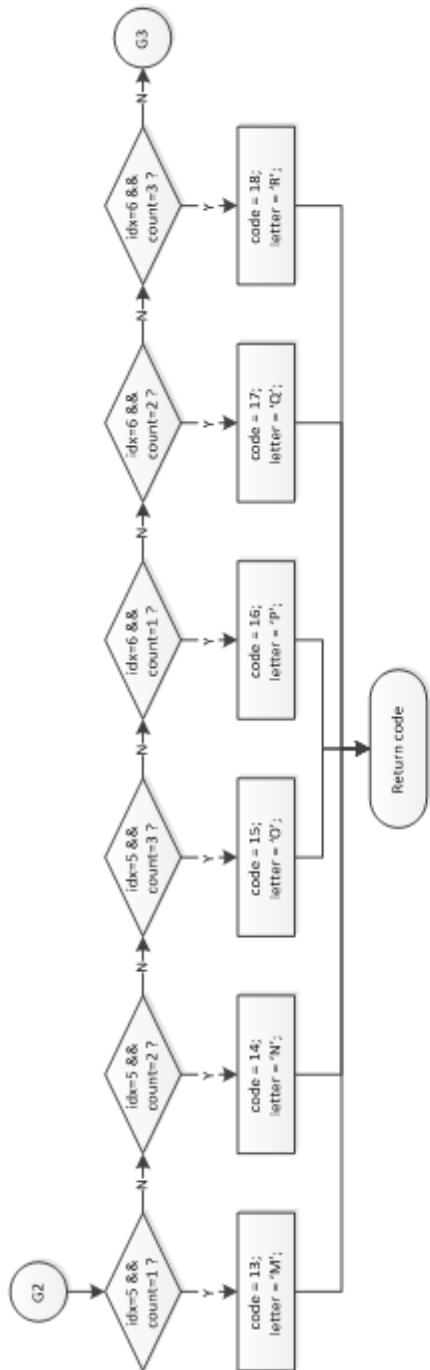 G2
idx=5 &&
count=1 ?
N
idx=5 &&
count=2 ?
N
idx=5 &&
count=3 ?
N
idx=6 &&
count=1 ?
N
idx=6 &&
count=2 ?
N
idx=6 &&
count=3 ?
N
G3
Y
Y
Y
Y
Y
Y
code = 13;
letter = ‘M’;
code = 14;
letter = ‘N’;
code = 15;
letter = ‘O’;
code = 16;
letter = ‘P’;
code = 17;
letter = ‘Q’;
code = 18;
letter = ‘R’;
Return code